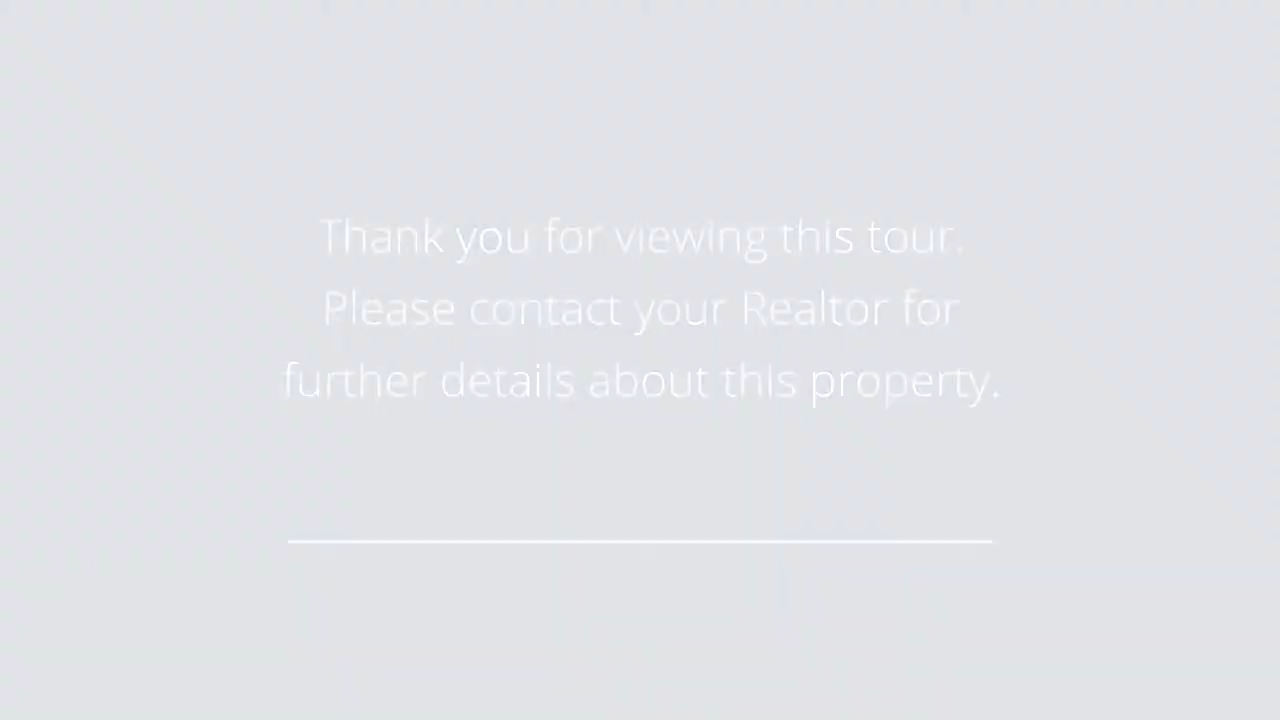 Thank you for viewing this tour.
Please contact your Realtor for
further details about this property.